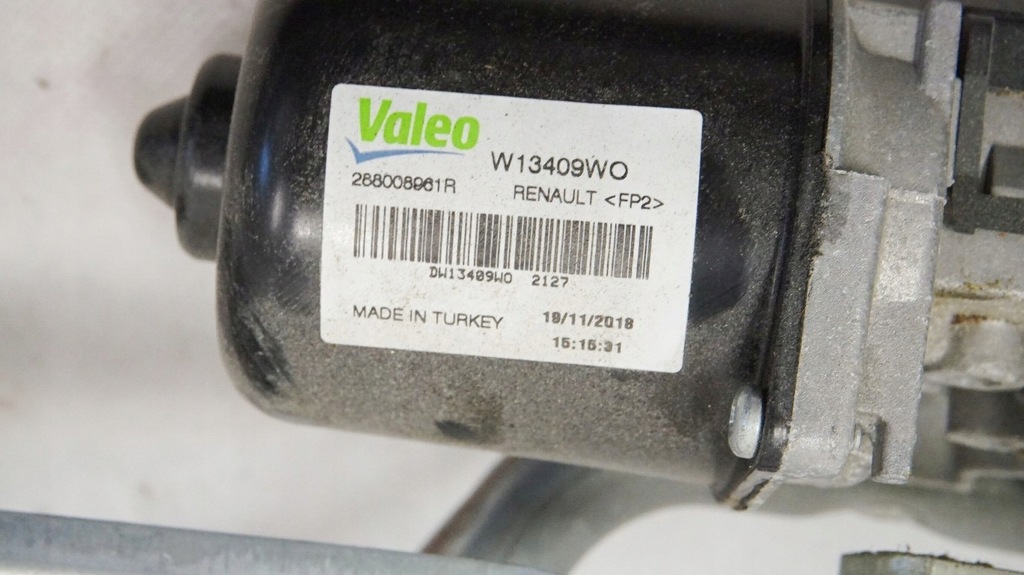 Valeo
W13409WO
288008961R
RENAULT <FP2>
DW13409WO 2127
MADE IN TURKEY
19/11/2018
15:15:31